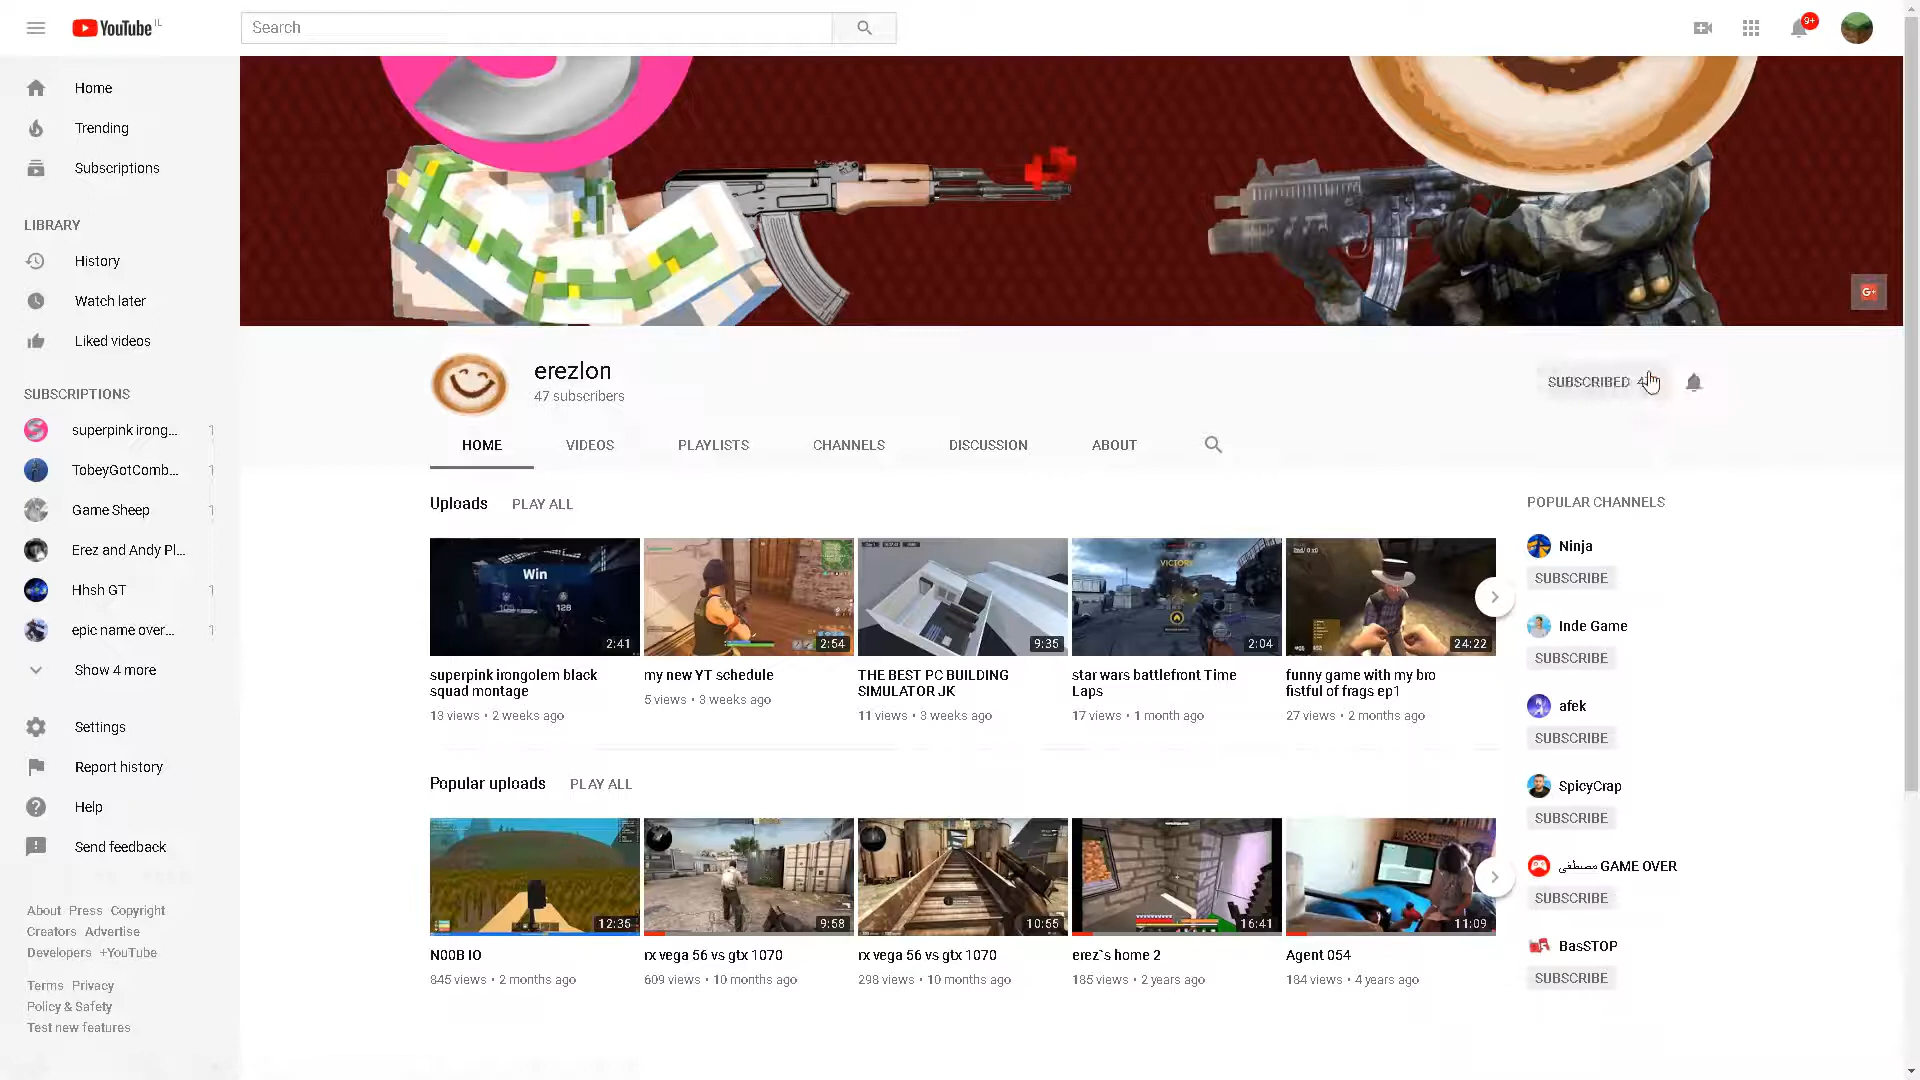 YouTube IL
Search
9+
Home
Trending
Subscriptions
LIBRARY
History
Watch later
Liked videos
SUBSCRIPTIONS
superpink irong... 1
TobeyGotComb... 1
Game Sheep 1
Erez and Andy Pl...
Hhsh GT 1
epic name over... 1
Show 4 more
Settings
Report history
Help
Send feedback
About Press Copyright
Creators Advertise
Developers +YouTube
Terms Privacy
Policy & Safety
Test new features
G+
erezlon
47 subscribers
SUBSCRIBED
HOME VIDEOS PLAYLISTS CHANNELS DISCUSSION ABOUT
Uploads PLAY ALL
Win
128
2:41
2:54
9:35
VICTORY
2:04
24:22
superpink irongolem black
squad montage
13 views • 2 weeks ago
my new YT schedule
5 views • 3 weeks ago
THE BEST PC BUILDING
SIMULATOR JK
11 views • 3 weeks ago
star wars battlefront Time
Laps
17 views • 1 month ago
funny game with my bro
fistful of frags ep1
27 views • 2 months ago
Popular uploads PLAY ALL
12:35
9:58
10:55
16:41
11:09
N00B IO
845 views • 2 months ago
rx vega 56 vs gtx 1070
609 views • 10 months ago
rx vega 56 vs gtx 1070
298 views • 10 months ago
erez`s home 2
185 views • 2 years ago
Agent 054
184 views • 4 years ago
POPULAR CHANNELS
Ninja
SUBSCRIBE
Inde Game
SUBSCRIBE
afek
SUBSCRIBE
SpicyCrap
SUBSCRIBE
مصطفى GAME OVER
SUBSCRIBE
BasSTOP
SUBSCRIBE